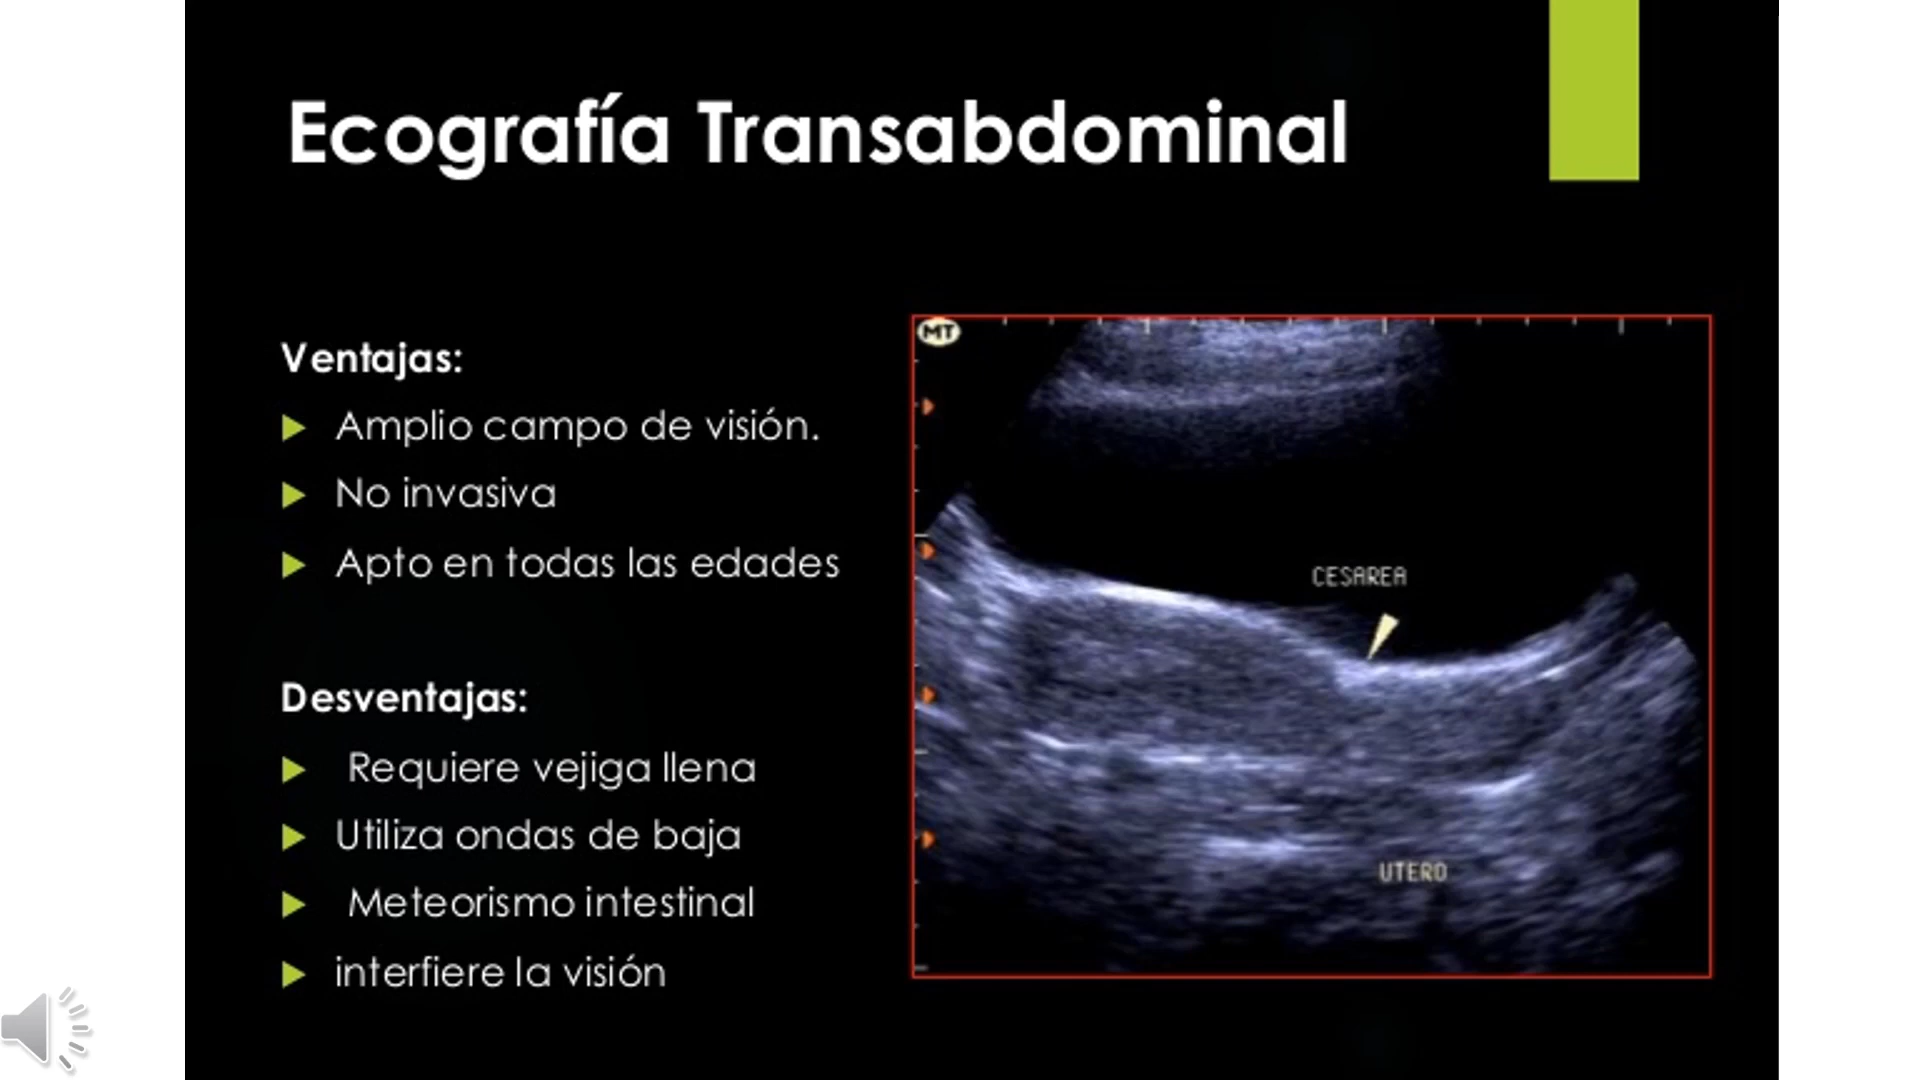 Ecografía Transabdominal
Ventajas:
Amplio campo de visión.
No invasiva
Apto en todas las edades
Desventajas:
Requiere vejiga llena
Utiliza ondas de baja
Meteorismo intestinal
interfiere la visión
MT
CESAREA
UTERO